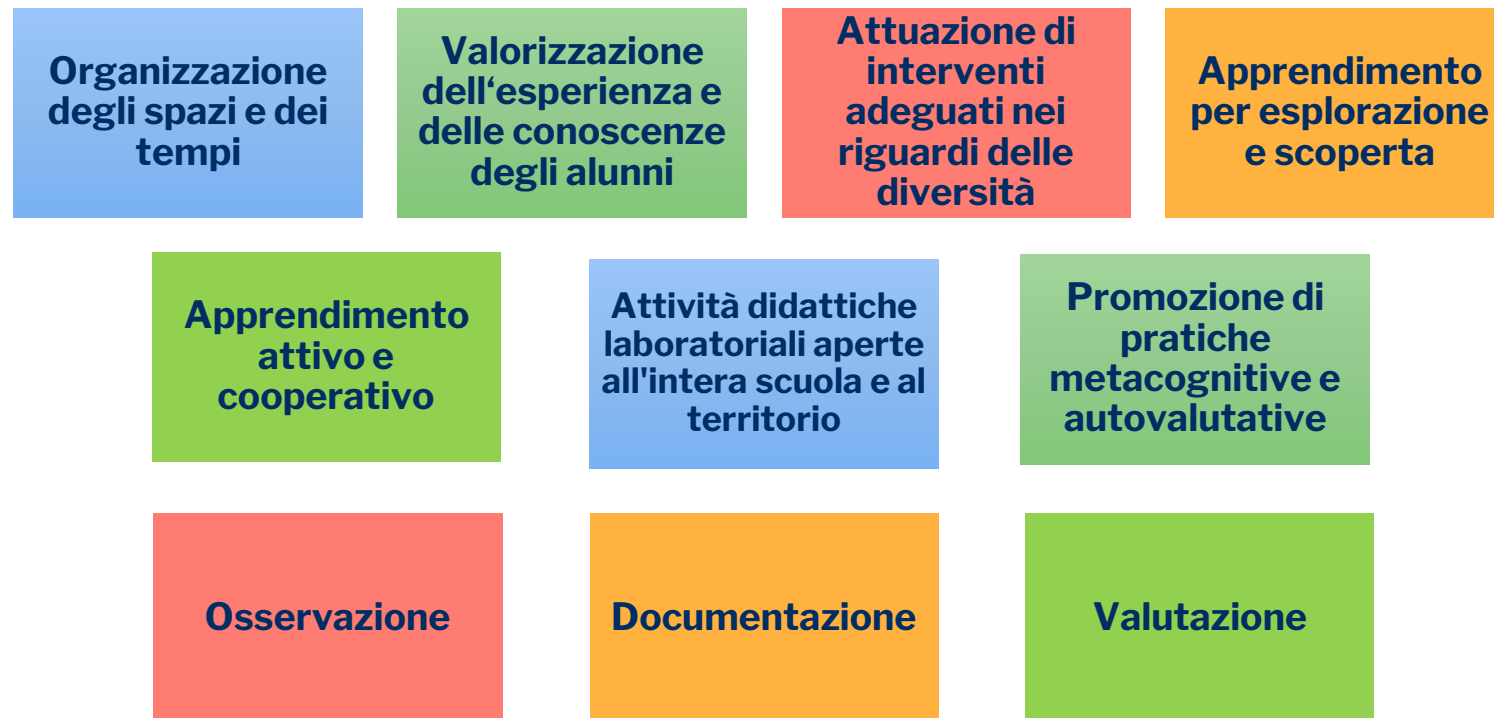 Organizzazione
degli spazi e dei
tempi
Valorizzazione
dell‘esperienza e
delle conoscenze
degli alunni
Attuazione di
interventi
adeguati nei
riguardi delle
diversità
Apprendimento
per esplorazione
e scoperta
Apprendimento
attivo e
cooperativo
Attività didattiche
laboratoriali aperte
all'intera scuola e al
territorio
Promozione di
pratiche
metacognitive e
autovalutative
Osservazione
Documentazione
Valutazione